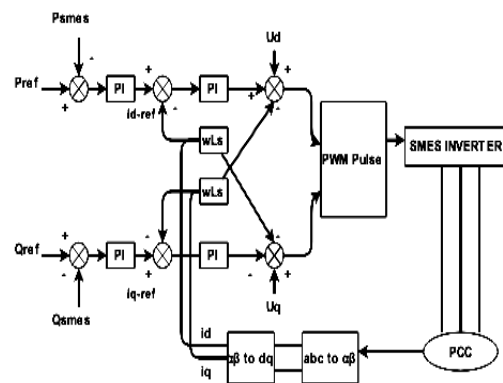 Psmes
Ud
Pref
PI
PI
id-ref
wLs
PWM Pulse
SMES INVERTER
wLs
Qref
PI
PI
iq-ref
Qsmes
Uq
id
iq
αβ to dq
abc to αβ
PCC